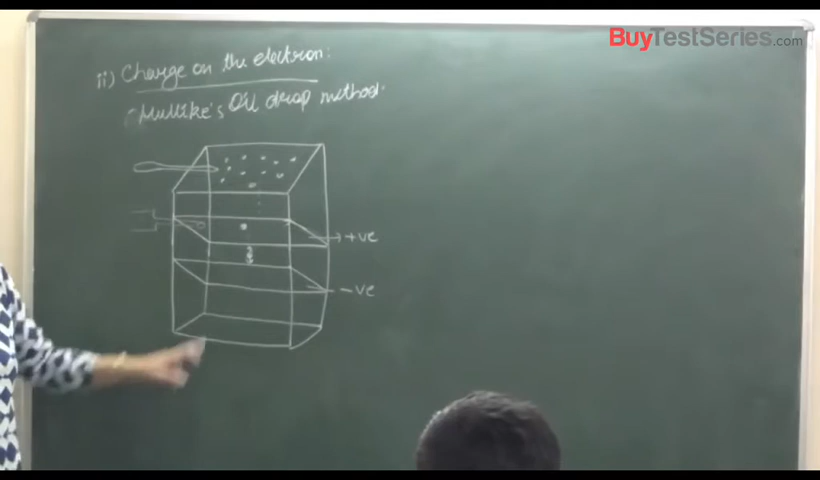 BuyTestSeries.com
ii) Charge on the electron:
Mullike's Oil drop method.
+ve
-ve